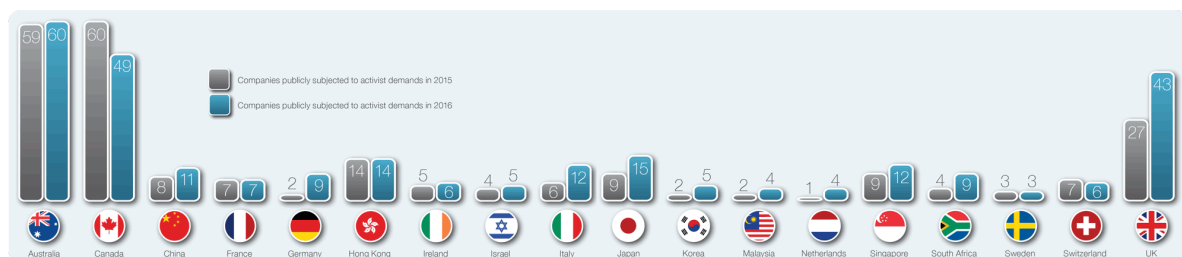 59 60 60 49 8 11 7 7 2 9 14 14 5 6 4 5 6 12 9 15 2 5 2 4 1 4 9 12 4 9 3 3 7 6 27 43
Companies publicly subjected to activist demands in 2015
Companies publicly subjected to activist demands in 2016
Australia Canada China France Germany Hong Kong Ireland Israel Italy Japan Korea Malaysia Netherlands Singapore South Africa Sweden Switzerland UK